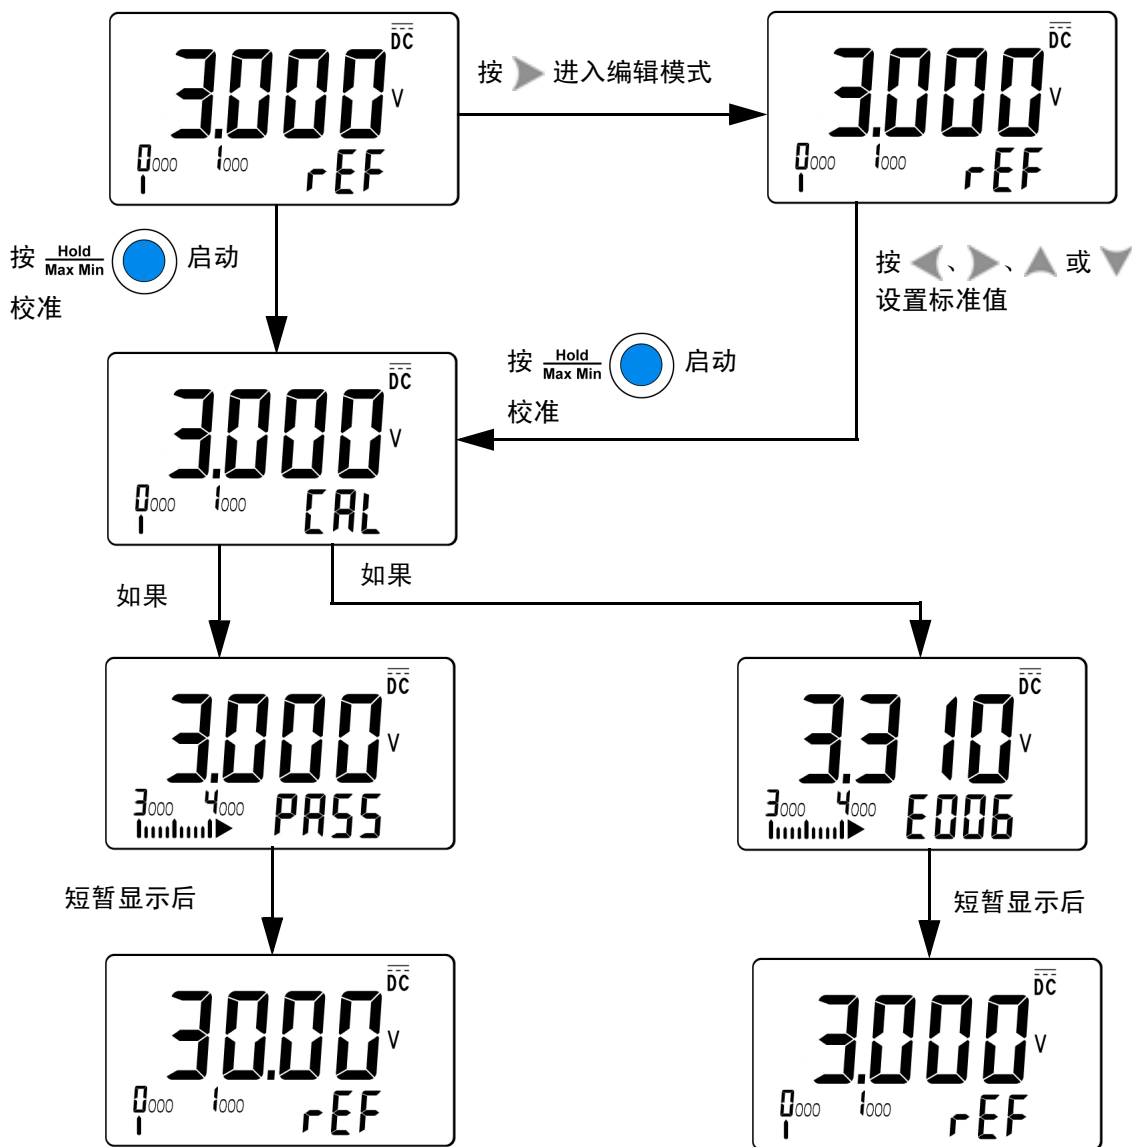 DC
3.000 V
0000 1000 rEF
按 进入编辑模式
DC
3.000 V
0000 1000 rEF
按 Hold
Max Min 启动
校准
按 、 、 或
设置标准值
按 Hold
Max Min 启动
校准
DC
3.000 V
0000 1000 CAL
如果
如果
DC
3.000 V
3000 4000 PASS
DC
3.310 V
3000 4000 E006
短暂显示后
短暂显示后
DC
30.00 V
0000 1000 rEF
DC
3.000 V
0000 1000 rEF